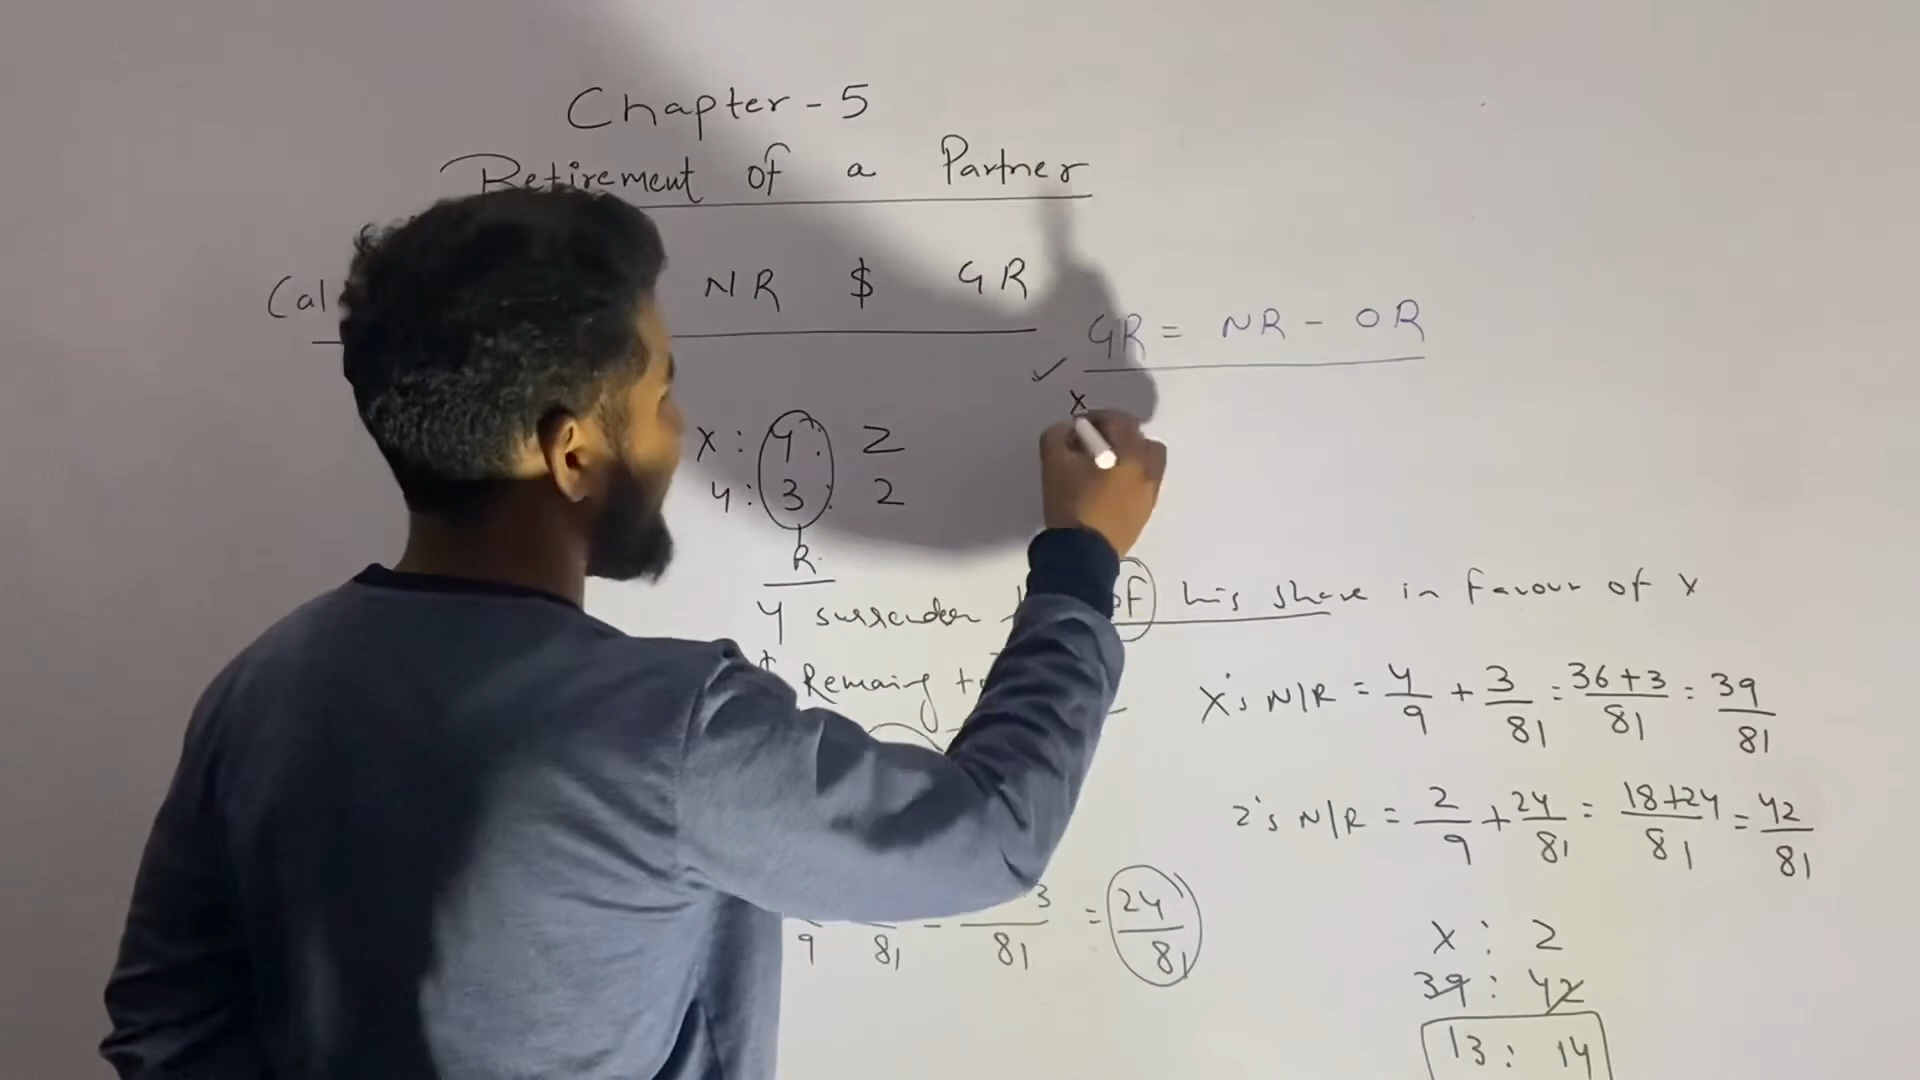 Chapter - 5
Retirement of a Partner
Cal NR $ GR
GR = NR - OR
✓
X
X : Y : Z
4 : 3 : 2
R
Y surrender of his share in favour of X
Remaing
X's N/R = 4/9 + 3/81 = 36+3/81 = 39/81
Z's N/R = 2/9 + 24/81 = 18+24/81 = 42/81
9 81 - 3/81 = 24/81
X : Z
39 : 42
13 : 14